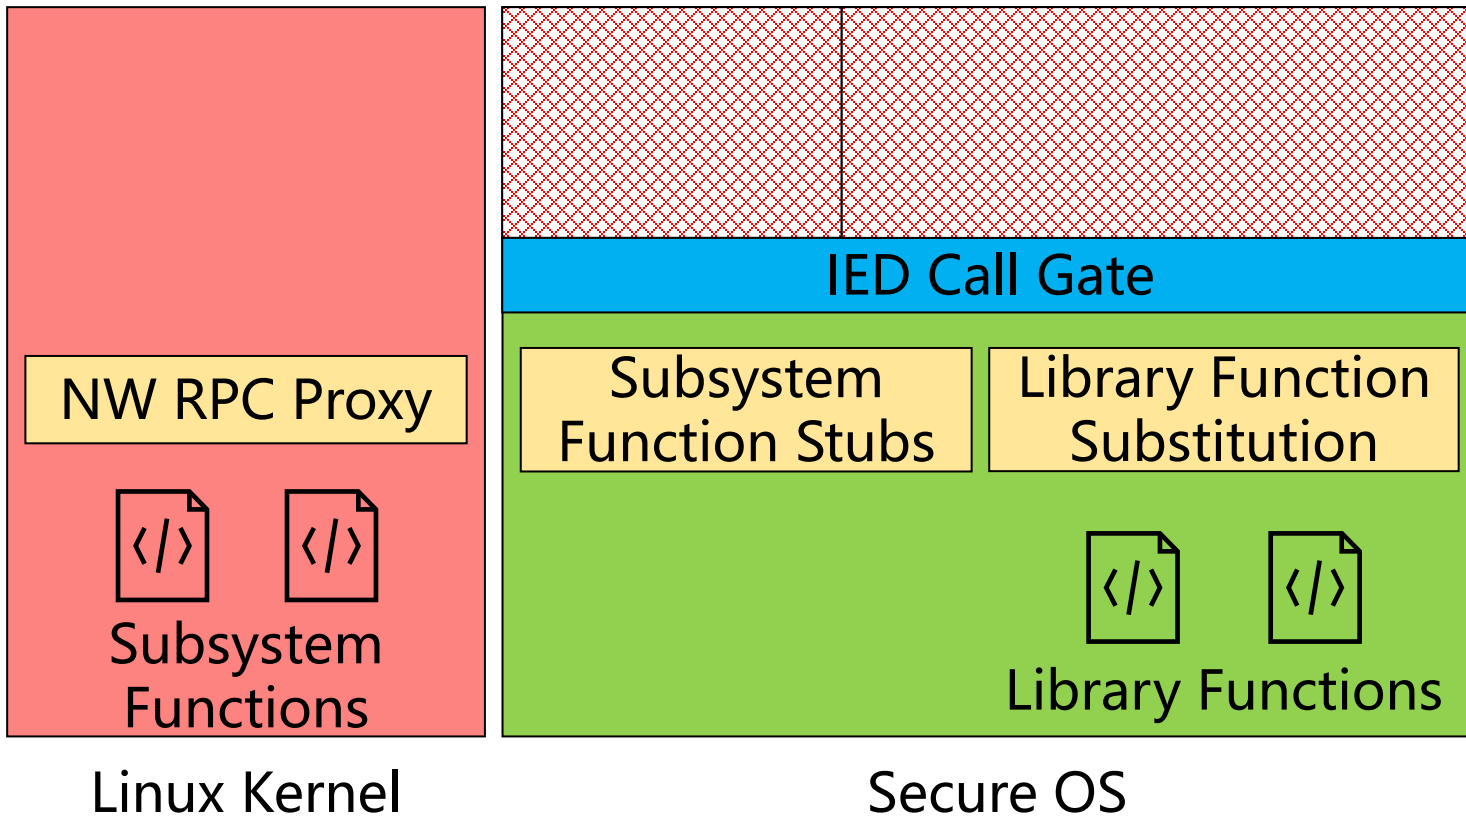 NW RPC Proxy
</>
</>
Subsystem
Functions
Linux Kernel
IED Call Gate
Subsystem
Function Stubs
Library Function
Substitution
</>
</>
Library Functions
Secure OS